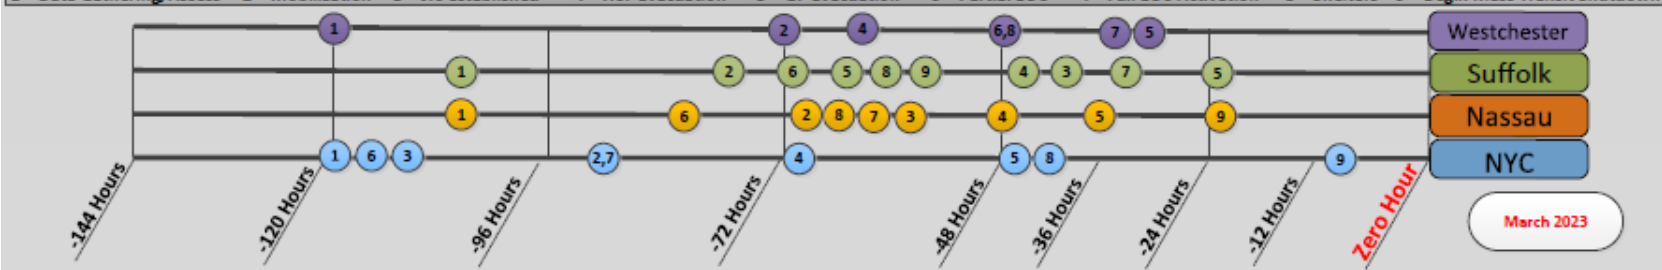 1 2 4 6,8 7 5 Westchester
1 2 6 5 8 9 4 3 7 5 Suffolk
1 6 2 8 7 3 4 5 9 Nassau
1 6 3 2,7 4 5 8 9 NYC
-144 Hours -120 Hours -96 Hours -72 Hours -48 Hours -36 Hours -24 Hours -12 Hours Zero Hour
March 2023